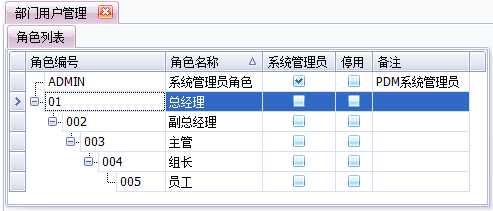 部门用户管理
角色列表
角色编号 角色名称 系统管理员 停用 备注
ADMIN 系统管理员角色 PDM系统管理员
01 总经理
002 副总经理
003 主管
004 组长
005 员工